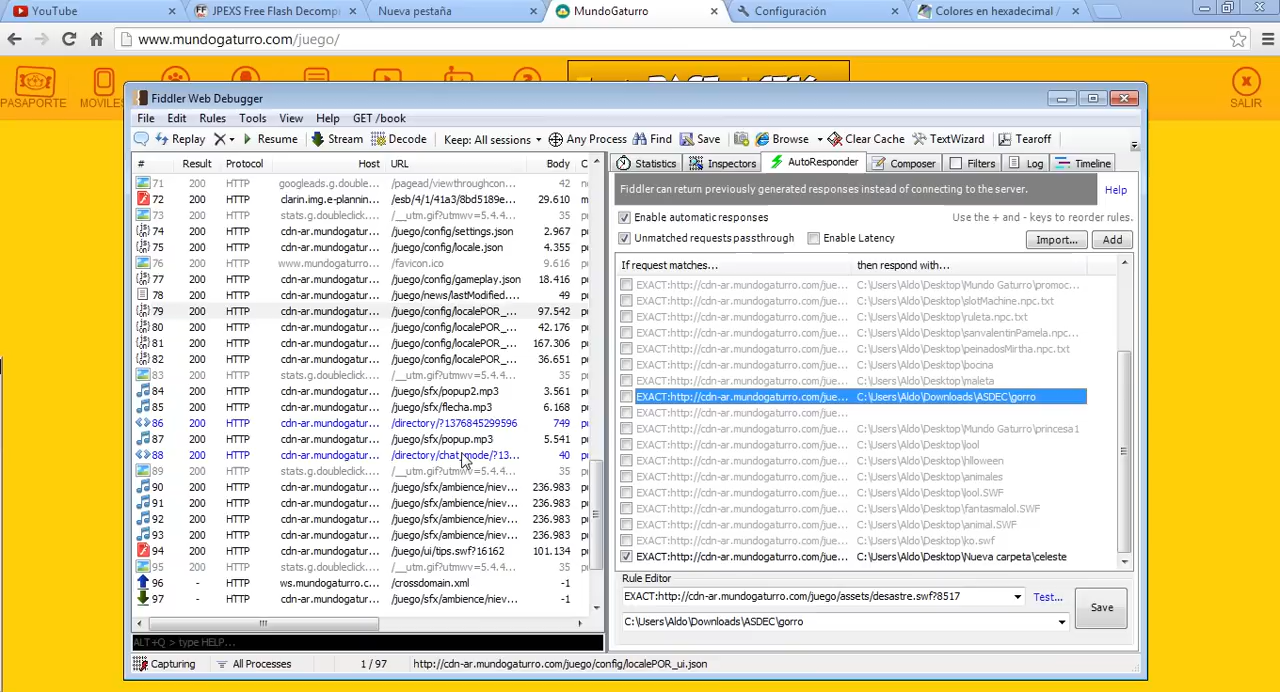 YouTube
JPEXS Free Flash Decomp
Nueva pestaña
MundoGaturro
Configuración
Colores en hexadecimal /
www.mundogaturro.com/juego/
PASAPORTE
MOVILES
SALIR
Fiddler Web Debugger
File Edit Rules Tools View Help GET /book
Replay Resume Stream Decode Keep: All sessions Any Process Find Save Browse Clear Cache TextWizard Tearoff
# Result Protocol Host URL Body C
71 200 HTTP googleads.g.double... /pagead/viewthroughcon... 42
72 200 HTTP clarin.img.e-plannin... /esb/4/1/41a3/8bd5189e... 29.610
73 200 HTTP stats.g.doubleclick... /__utm.gif?utmwv=5.4.4... 35
74 200 HTTP cdn-ar.mundogatur... /juego/config/settings.json 2.967
75 200 HTTP cdn-ar.mundogatur... /juego/config/locale.json 4.355
76 200 HTTP www.mundogaturro... /favicon.ico 9.616
77 200 HTTP cdn-ar.mundogatur... /juego/config/gameplay.json 18.416
78 200 HTTP cdn-ar.mundogatur... /juego/news/lastModified.... 49
79 200 HTTP cdn-ar.mundogatur... /juego/config/localePOR_... 97.542
80 200 HTTP cdn-ar.mundogatur... /juego/config/localePOR_... 42.176
81 200 HTTP cdn-ar.mundogatur... /juego/config/localePOR_... 167.306
82 200 HTTP cdn-ar.mundogatur... /juego/config/localePOR_... 36.651
83 200 HTTP stats.g.doubleclick... /__utm.gif?utmwv=5.4.4... 35
84 200 HTTP cdn-ar.mundogatur... /juego/sfx/popup2.mp3 3.561
85 200 HTTP cdn-ar.mundogatur... /juego/sfx/flecha.mp3 6.168
86 200 HTTP cdn-ar.mundogatur... /directory/?1376845299596 749
87 200 HTTP cdn-ar.mundogatur... /juego/sfx/popup.mp3 5.541
88 200 HTTP cdn-ar.mundogatur... /directory/chat_mode/?13... 40
89 200 HTTP stats.g.doubleclick... /__utm.gif?utmwv=5.4.4... 35
90 200 HTTP cdn-ar.mundogatur... /juego/sfx/ambience/niev... 236.983
91 200 HTTP cdn-ar.mundogatur... /juego/sfx/ambience/niev... 236.983
92 200 HTTP cdn-ar.mundogatur... /juego/sfx/ambience/niev... 236.983
93 200 HTTP cdn-ar.mundogatur... /juego/sfx/ambience/niev... 236.983
94 200 HTTP cdn-ar.mundogatur... /juego/ui/tips.swf?16162 101.134
95 200 HTTP stats.g.doubleclick... /__utm.gif?utmwv=5.4.4... 35
96 - HTTP ws.mundogaturro.c... /crossdomain.xml -1
97 - HTTP cdn-ar.mundogatur... /juego/sfx/ambience/niev... -1
ALT+Q > type HELP...
Capturing All Processes 1 / 97 http://cdn-ar.mundogaturro.com/juego/config/localePOR_ui.json
Statistics Inspectors AutoResponder Composer Filters Log Timeline
Fiddler can return previously generated responses instead of connecting to the server. Help
Enable automatic responses Use the + and - keys to reorder rules.
Unmatched requests passthrough Enable Latency Import... Add
If request matches... then respond with...
EXACT:http://cdn-ar.mundogaturro.com/jue... C:\Users\Aldo\Desktop\Mundo Gaturro\promoc...
EXACT:http://cdn-ar.mundogaturro.com/jue... C:\Users\Aldo\Desktop\slotMachine.npc.txt
EXACT:http://cdn-ar.mundogaturro.com/jue... C:\Users\Aldo\Desktop\ruleta.npc.txt
EXACT:http://cdn-ar.mundogaturro.com/jue... C:\Users\Aldo\Desktop\sanvalentinPamela.npc...
EXACT:http://cdn-ar.mundogaturro.com/jue... C:\Users\Aldo\Desktop\peinadosMirtha.npc.txt
EXACT:http://cdn-ar.mundogaturro.com/jue... C:\Users\Aldo\Desktop\bocina
EXACT:http://cdn-ar.mundogaturro.com/jue... C:\Users\Aldo\Desktop\maleta
EXACT:http://cdn-ar.mundogaturro.com/jue... C:\Users\Aldo\Downloads\ASDEC\gorro
EXACT:http://cdn-ar.mundogaturro.com/jue...
EXACT:http://cdn-ar.mundogaturro.com/jue... C:\Users\Aldo\Desktop\Mundo Gaturro\princesa1
EXACT:http://cdn-ar.mundogaturro.com/jue... C:\Users\Aldo\Desktop\lool
EXACT:http://cdn-ar.mundogaturro.com/jue... C:\Users\Aldo\Desktop\hlloween
EXACT:http://cdn-ar.mundogaturro.com/jue... C:\Users\Aldo\Desktop\animales
EXACT:http://cdn-ar.mundogaturro.com/jue... C:\Users\Aldo\Desktop\lool.SWF
EXACT:http://cdn-ar.mundogaturro.com/jue... C:\Users\Aldo\Desktop\fantasmalol.SWF
EXACT:http://cdn-ar.mundogaturro.com/jue... C:\Users\Aldo\Desktop\animal.SWF
EXACT:http://cdn-ar.mundogaturro.com/jue... C:\Users\Aldo\Desktop\ko.swf
EXACT:http://cdn-ar.mundogaturro.com/jue... C:\Users\Aldo\Desktop\Nueva carpeta\celeste
Rule Editor
EXACT:http://cdn-ar.mundogaturro.com/juego/assets/desastre.swf?8517 Test...
C:\Users\Aldo\Downloads\ASDEC\gorro
Save